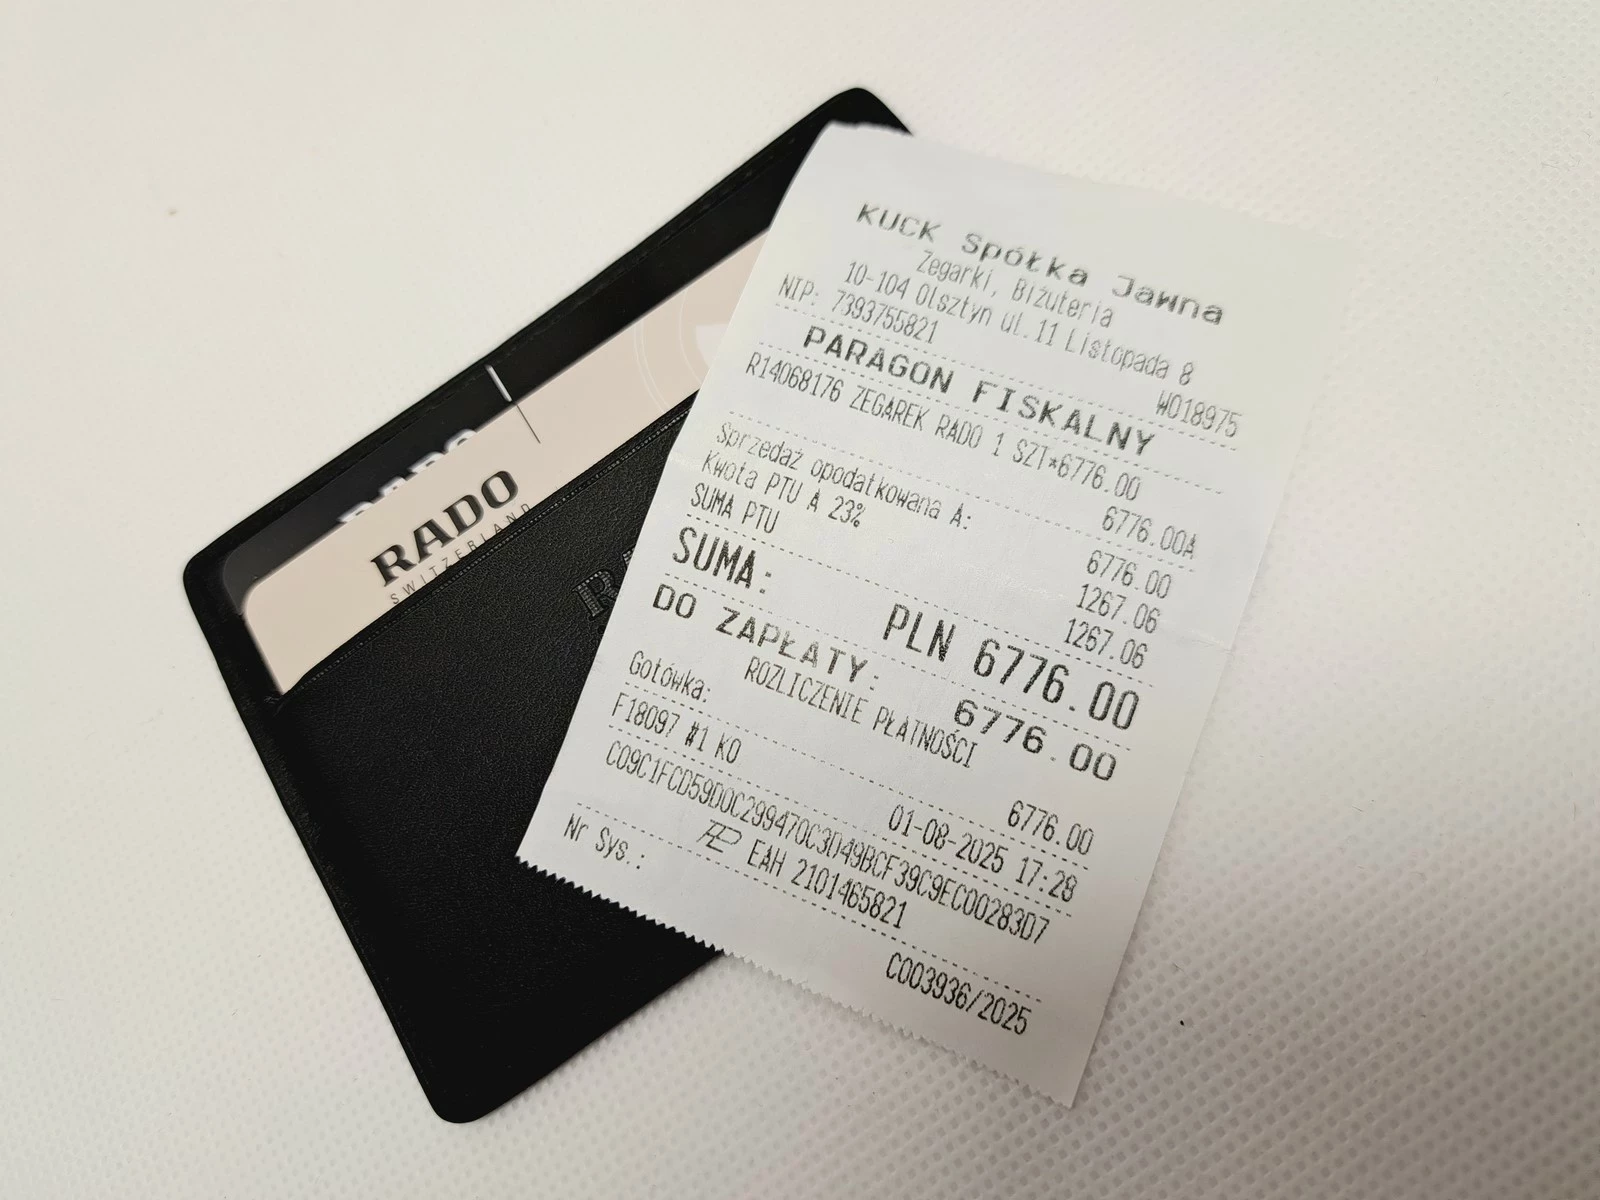 KUCK Spółka Jawna
Zegarki, Biżuteria
10-104 Olsztyn ul.11 Listopada 8
NIP: 7393755821
W018975
PARAGON FISKALNY
R14068176 ZEGAREK RADO 1 SZT*6776.00
6776.00A
Sprzedaż opodatkowana A: 6776.00
Kwota PTU A 23% 1267.06
SUMA PTU 1267.06
SUMA: PLN 6776.00
DO ZAPŁATY: 6776.00
ROZLICZENIE PŁATNOŚCI
Gotówka: 6776.00
F18097 #1 KO 01-08-2025 17:28
C09C1FCD59D0C299470C3D49BCF39C9EC00283D7
EAH 2101465821
Nr Sys.: C003936/2025
RADO
SWITZERLAND